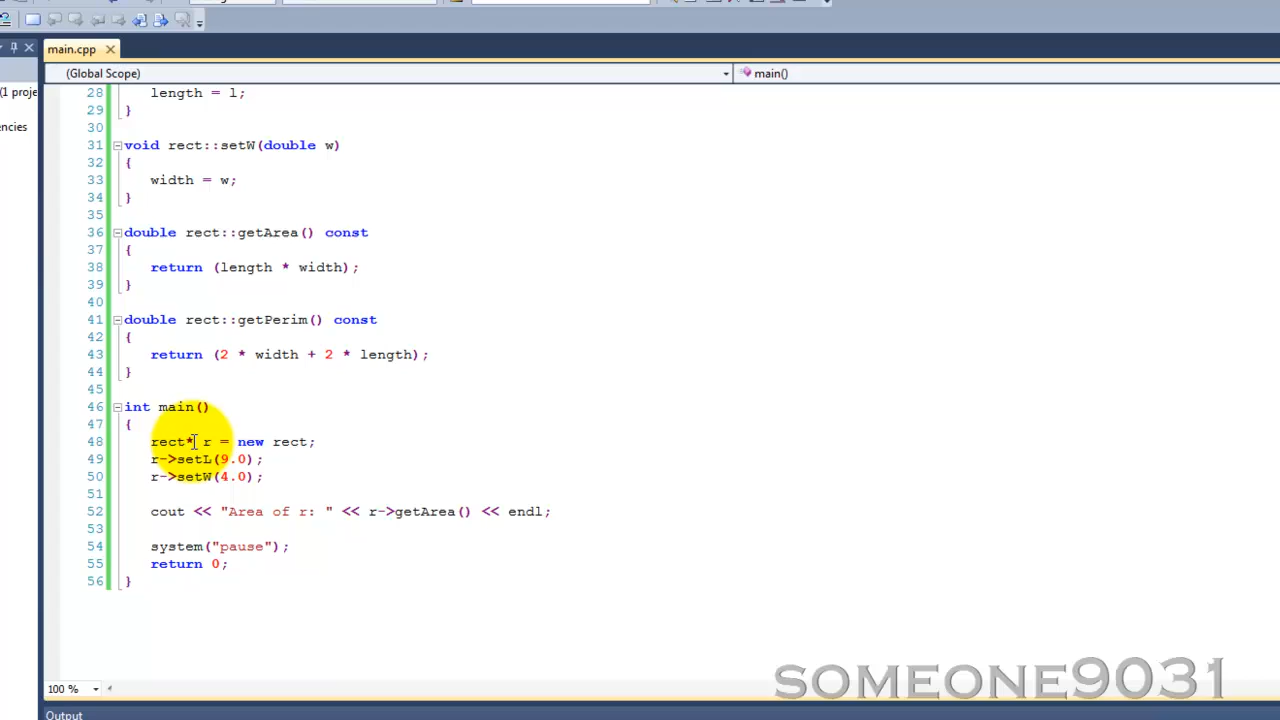 main.cpp
(Global Scope)
main()
(1 proje
encies
28 length = l;
29 }
30
31 void rect::setW(double w)
32 {
33 width = w;
34 }
35
36 double rect::getArea() const
37 {
38 return (length * width);
39 }
40
41 double rect::getPerim() const
42 {
43 return (2 * width + 2 * length);
44 }
45
46 int main()
47 {
48 rect* r = new rect;
49 r->setL(9.0);
50 r->setW(4.0);
51
52 cout << "Area of r: " << r->getArea() << endl;
53
54 system("pause");
55 return 0;
56 }
SOMEONE9031
100 %
Output